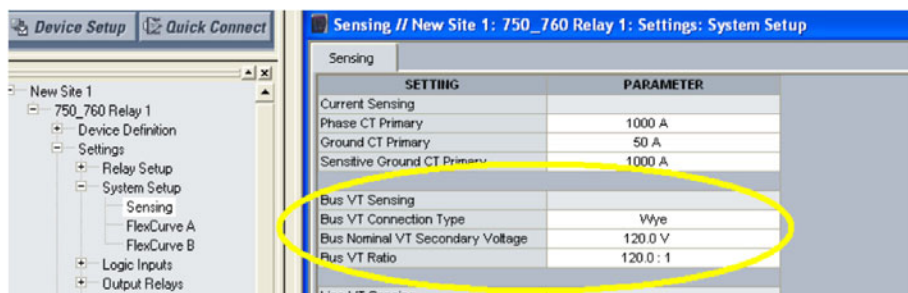 Device Setup
Quick Connect
New Site 1
750_760 Relay 1
Device Definition
Settings
Relay Setup
System Setup
Sensing
FlexCurve A
FlexCurve B
Logic Inputs
Output Relays
Sensing // New Site 1: 750_760 Relay 1: Settings: System Setup
Sensing
SETTING PARAMETER
Current Sensing
Phase CT Primary 1000 A
Ground CT Primary 50 A
Sensitive Ground CT Primary 1000 A
Bus VT Sensing
Bus VT Connection Type Wye
Bus Nominal VT Secondary Voltage 120.0 V
Bus VT Ratio 120.0 : 1